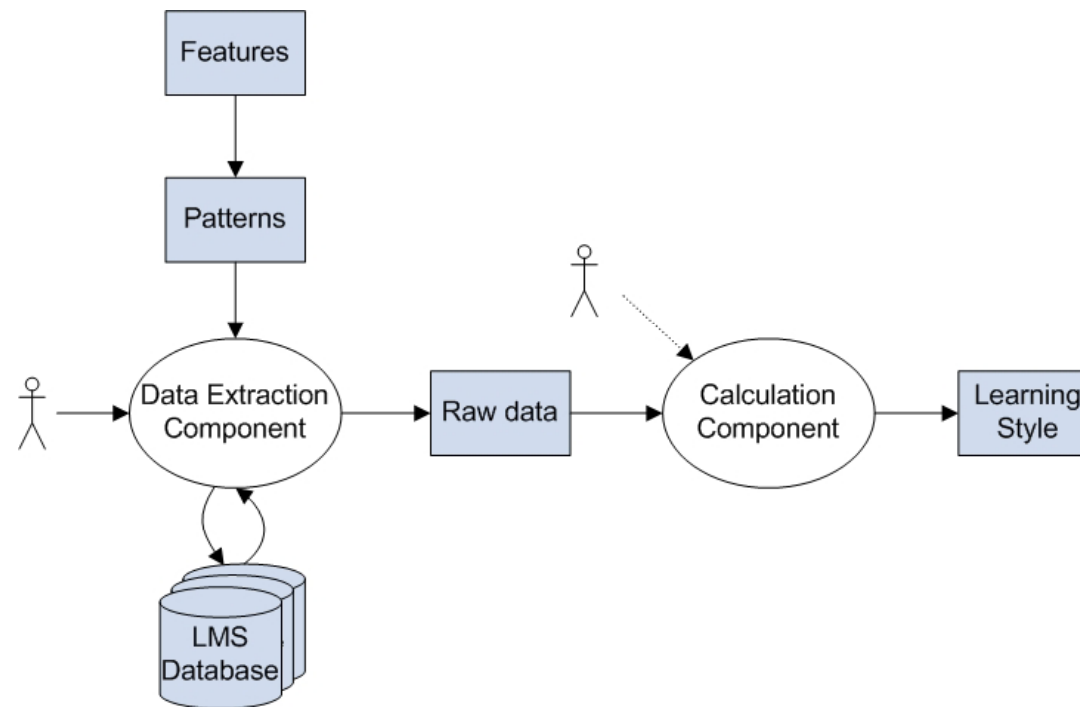 Features
Patterns
Data Extraction
Component
Raw data
Calculation
Component
Learning
Style
LMS
Database